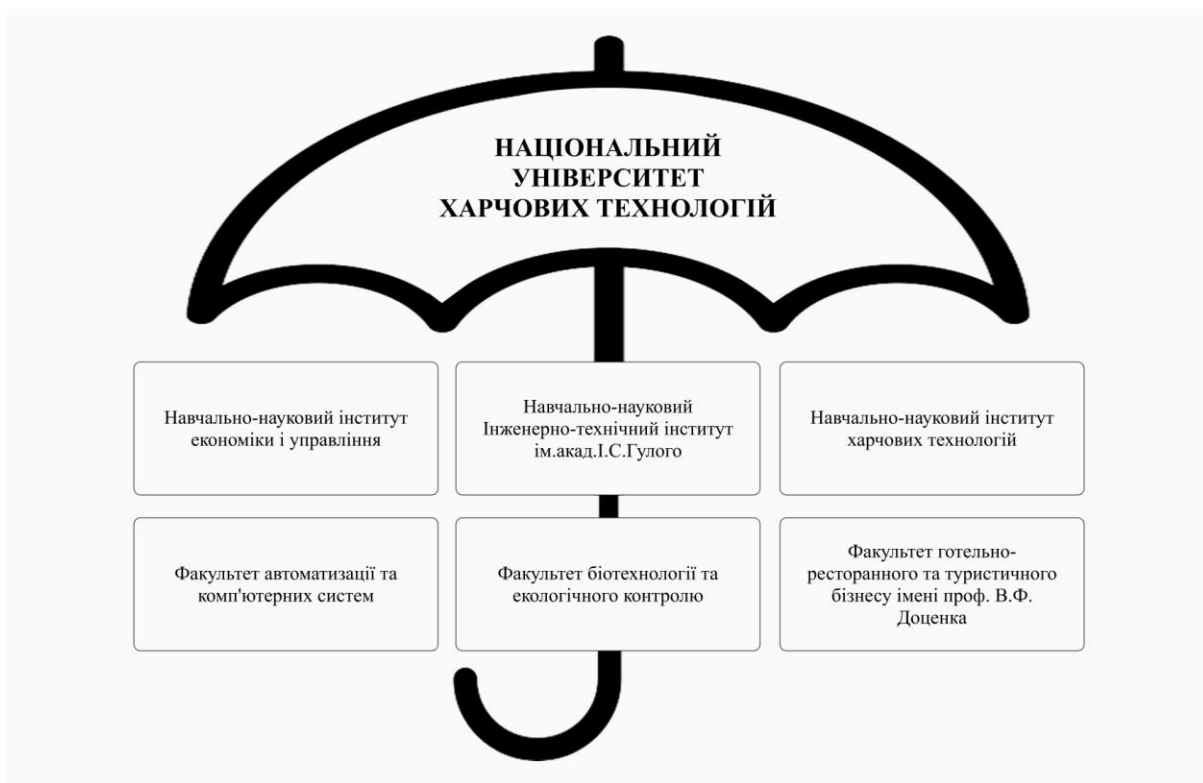 НАЦІОНАЛЬНИЙ
УНІВЕРСИТЕТ
ХАРЧОВИХ ТЕХНОЛОГІЙ
Навчально-науковий інститут
економіки і управління
Навчально-науковий
Інженерно-технічний інститут
ім.акад.І.С.Гулого
Навчально-науковий інститут
харчових технологій
Факультет автоматизації та
комп'ютерних систем
Факультет біотехнології та
екологічного контролю
Факультет готельно-
ресторанного та туристичного
бізнесу імені проф. В.Ф.
Доценка